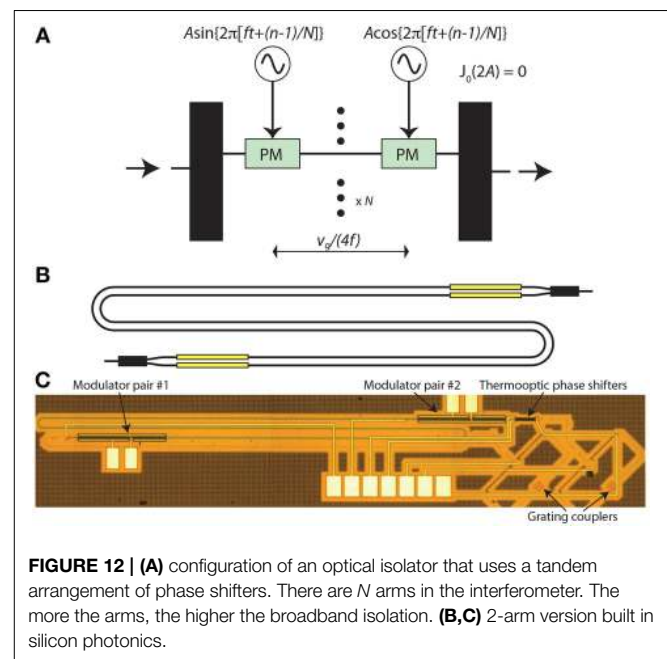 A
Asin{2π[ft+(n-1)/N]}
Acos{2π[ft+(n-1)/N]}
J₀(2A) = 0
PM
PM
x N
v_g/(4f)
B
C
Modulator pair #1
Modulator pair #2
Thermooptic phase shifters
Grating couplers
FIGURE 12 | (A) configuration of an optical isolator that uses a tandem
arrangement of phase shifters. There are N arms in the interferometer. The
more the arms, the higher the broadband isolation. (B,C) 2-arm version built in
silicon photonics.